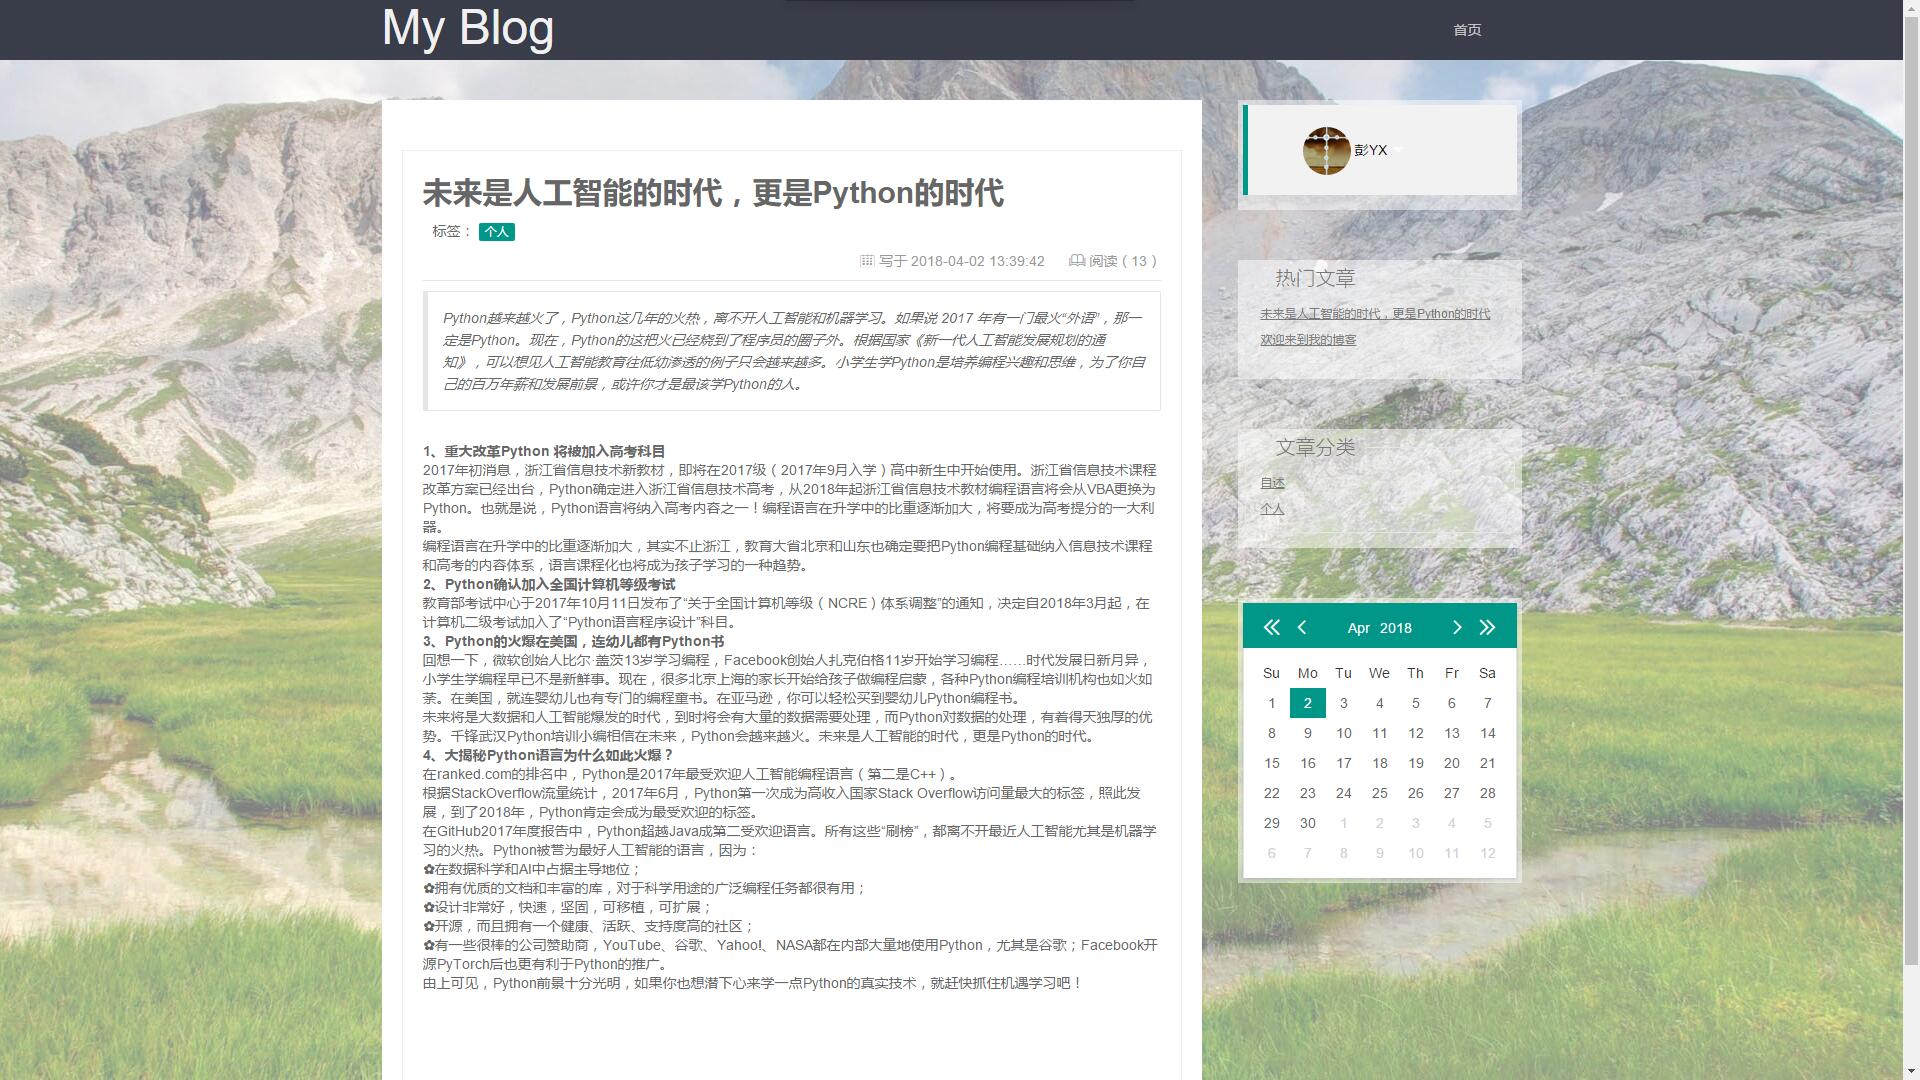 My Blog
首页
未来是人工智能的时代，更是Python的时代
标签： 个人
写于 2018-04-02 13:39:42 阅读（13）
Python越来越火了，Python这几年的火热，离不开人工智能和机器学习。如果说 2017 年有一门最火“外语”，那一
定是Python。现在，Python的这把火已经烧到了程序员的圈子外。根据国家《新一代人工智能发展规划的通
知》，可以想见人工智能教育往低幼渗透的例子只会越来越多。小学生学Python是培养编程兴趣和思维，为了你自
己的百万年薪和发展前景，或许你才是最该学Python的人。
1、重大改革Python 将被加入高考科目
2017年初消息，浙江省信息技术新教材，即将在2017级（2017年9月入学）高中新生中开始使用。浙江省信息技术课程
改革方案已经出台，Python确定进入浙江省信息技术高考，从2018年起浙江省信息技术教材编程语言将会从VBA更换为
Python。也就是说，Python语言将纳入高考内容之一！编程语言在升学中的比重逐渐加大，将要成为高考提分的一大利
器。
编程语言在升学中的比重逐渐加大，其实不止浙江，教育大省北京和山东也确定要把Python编程基础纳入信息技术课程
和高考的内容体系，语言课程化也将成为孩子学习的一种趋势。
2、Python确认加入全国计算机等级考试
教育部考试中心于2017年10月11日发布了“关于全国计算机等级（NCRE）体系调整”的通知，决定自2018年3月起，在
计算机二级考试加入了“Python语言程序设计”科目。
3、Python的火爆在美国，连幼儿都有Python书
回想一下，微软创始人比尔·盖茨13岁学习编程，Facebook创始人扎克伯格11岁开始学习编程……时代发展日新月异，
小学生学编程早已不是新鲜事。现在，很多北京上海的家长开始给孩子做编程启蒙，各种Python编程培训机构也如火如
荼。在美国，就连婴幼儿也有专门的编程童书。在亚马逊，你可以轻松买到婴幼儿Python编程书。
未来将是大数据和人工智能爆发的时代，到时将会有大量的数据需要处理，而Python对数据的处理，有着得天独厚的优
势。千锋武汉Python培训小编相信在未来，Python会越来越火。未来是人工智能的时代，更是Python的时代。
4、大揭秘Python语言为什么如此火爆？
在ranked.com的排名中，Python是2017年最受欢迎人工智能编程语言（第二是C++）。
根据StackOverflow流量统计，2017年6月，Python第一次成为高收入国家Stack Overflow访问量最大的标签，照此发
展，到了2018年，Python肯定会成为最受欢迎的标签。
在GitHub2017年度报告中，Python超越Java成第二受欢迎语言。所有这些“刷榜”，都离不开最近人工智能尤其是机器学
习的火热。Python被誉为最好人工智能的语言，因为：
✿在数据科学和AI中占据主导地位；
✿拥有优质的文档和丰富的库，对于科学用途的广泛编程任务都很有用；
✿设计非常好，快速，坚固，可移植，可扩展；
✿开源，而且拥有一个健康、活跃、支持度高的社区；
✿有一些很棒的公司赞助商，YouTube、谷歌、Yahoo!、NASA都在内部大量地使用Python，尤其是谷歌；Facebook开
源PyTorch后也更有利于Python的推广。
由上可见，Python前景十分光明，如果你也想潜下心来学一点Python的真实技术，就赶快抓住机遇学习吧！
彭YX
热门文章
未来是人工智能的时代，更是Python的时代
欢迎来到我的博客
文章分类
自述
个人
Apr 2018
Su Mo Tu We Th Fr Sa
1 2 3 4 5 6 7
8 9 10 11 12 13 14
15 16 17 18 19 20 21
22 23 24 25 26 27 28
29 30 1 2 3 4 5
6 7 8 9 10 11 12